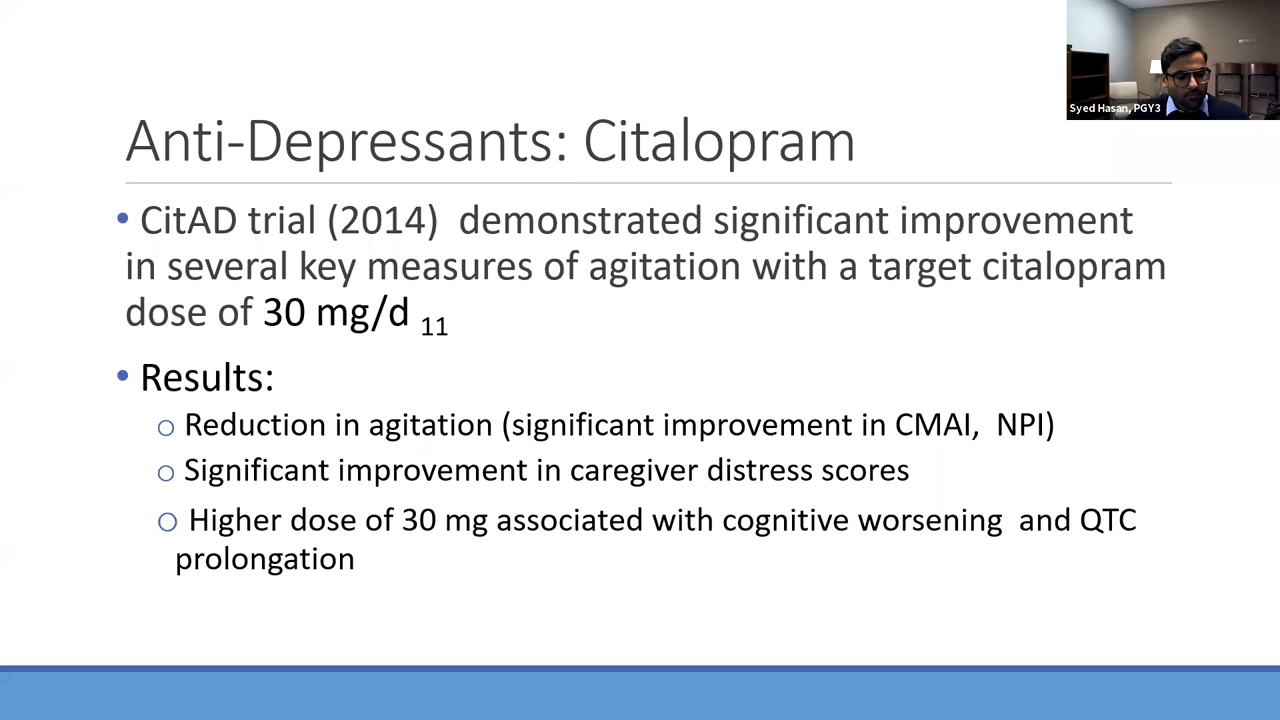 Syed Hasan, PGY3
Anti-Depressants: Citalopram
• CitAD trial (2014) demonstrated significant improvement
in several key measures of agitation with a target citalopram
dose of 30 mg/d 11
• Results:
o Reduction in agitation (significant improvement in CMAI, NPI)
o Significant improvement in caregiver distress scores
o Higher dose of 30 mg associated with cognitive worsening and QTC
prolongation